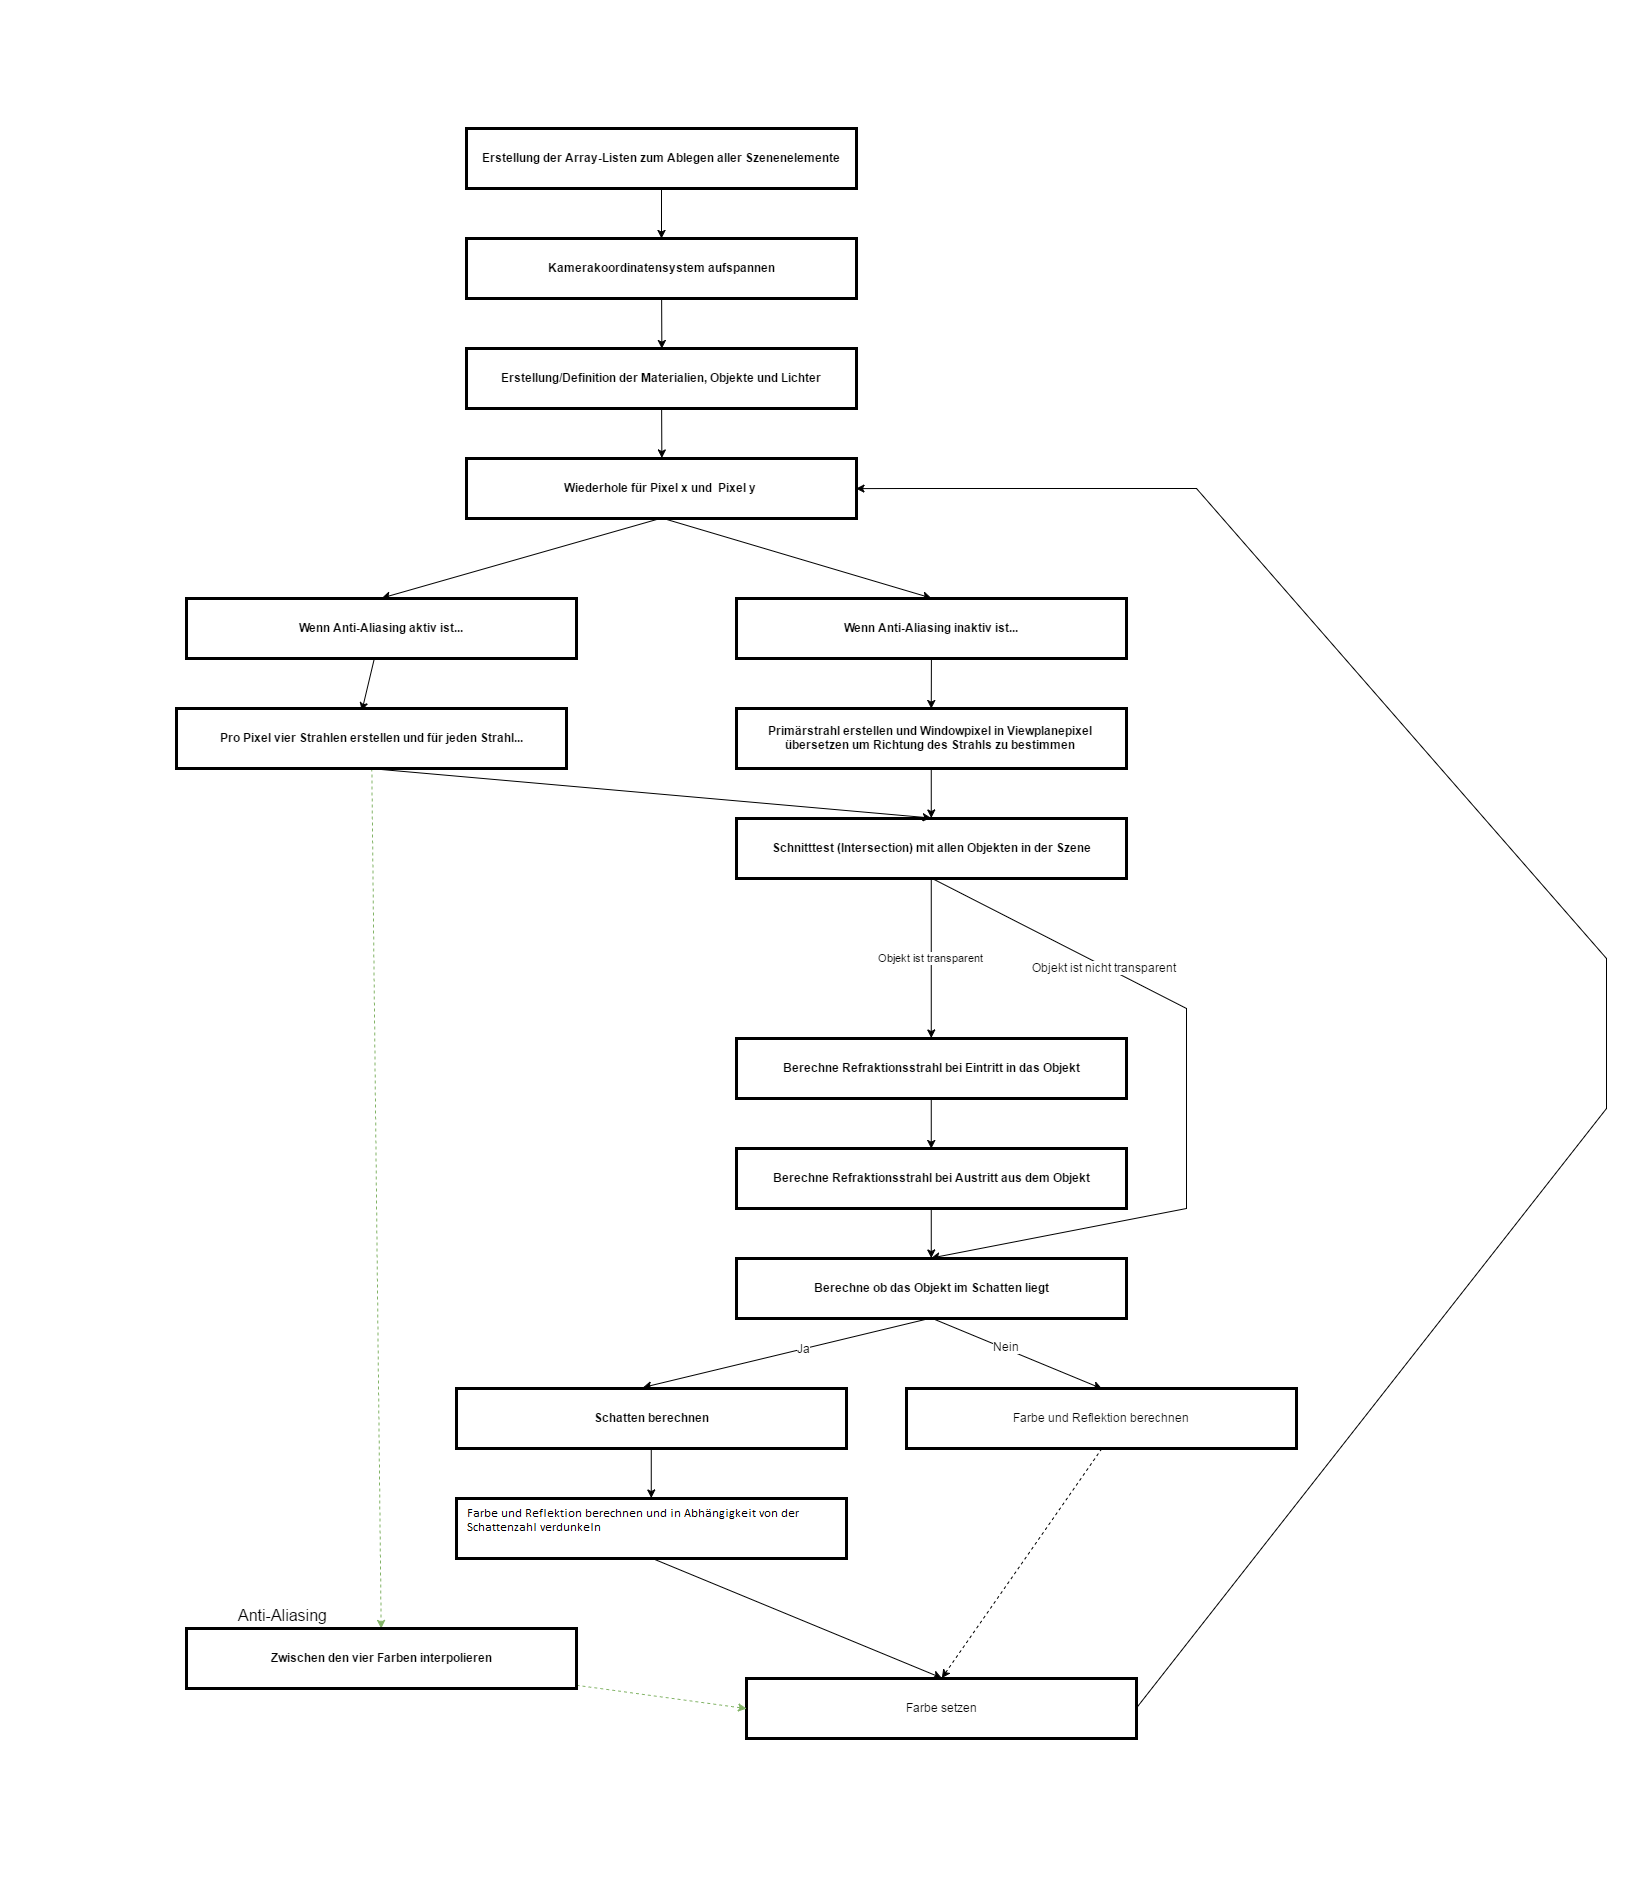 Erstellung der Array-Listen zum Ablegen aller Szenenelemente
Kamerakoordinatensystem aufspannen
Erstellung/Definition der Materialien, Objekte und Lichter
Wiederhole für Pixel x und  Pixel y
Wenn Anti-Aliasing aktiv ist...
Wenn Anti-Aliasing inaktiv ist...
Pro Pixel vier Strahlen erstellen und für jeden Strahl...
Primärstrahl erstellen und Windowpixel in Viewplanepixel
übersetzen um Richtung des Strahls zu bestimmen
Schnitttest (Intersection) mit allen Objekten in der Szene
Objekt ist transparent
Objekt ist nicht transparent
Berechne Refraktionsstrahl bei Eintritt in das Objekt
Berechne Refraktionsstrahl bei Austritt aus dem Objekt
Berechne ob das Objekt im Schatten liegt
Ja
Nein
Schatten berechnen
Farbe und Reflektion berechnen
Farbe und Reflektion berechnen und in Abhängigkeit von der
Schattenzahl verdunkeln
Anti-Aliasing
Zwischen den vier Farben interpolieren
Farbe setzen